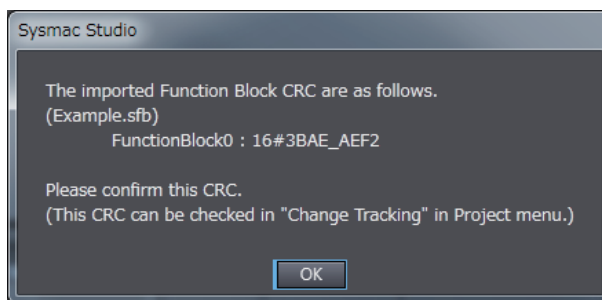 Sysmac Studio
The imported Function Block CRC are as follows.
(Example.sfb)
FunctionBlock0 : 16#3BAE_AEF2
Please confirm this CRC.
(This CRC can be checked in "Change Tracking" in Project menu.)
OK